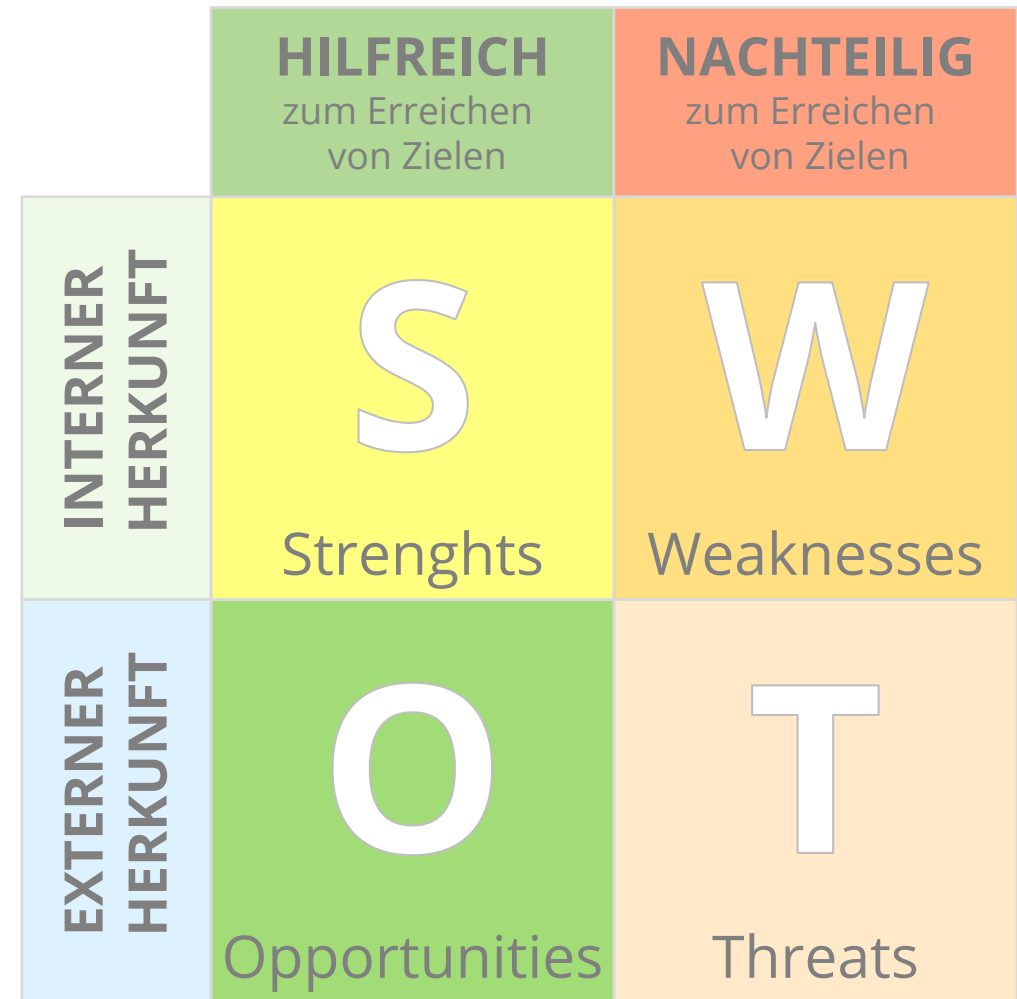 HILFREICH
zum Erreichen
von Zielen
NACHTEILIG
zum Erreichen
von Zielen
INTERNER
HERKUNFT
S
Strenghts
W
Weaknesses
EXTERNER
HERKUNFT
O
Opportunities
T
Threats